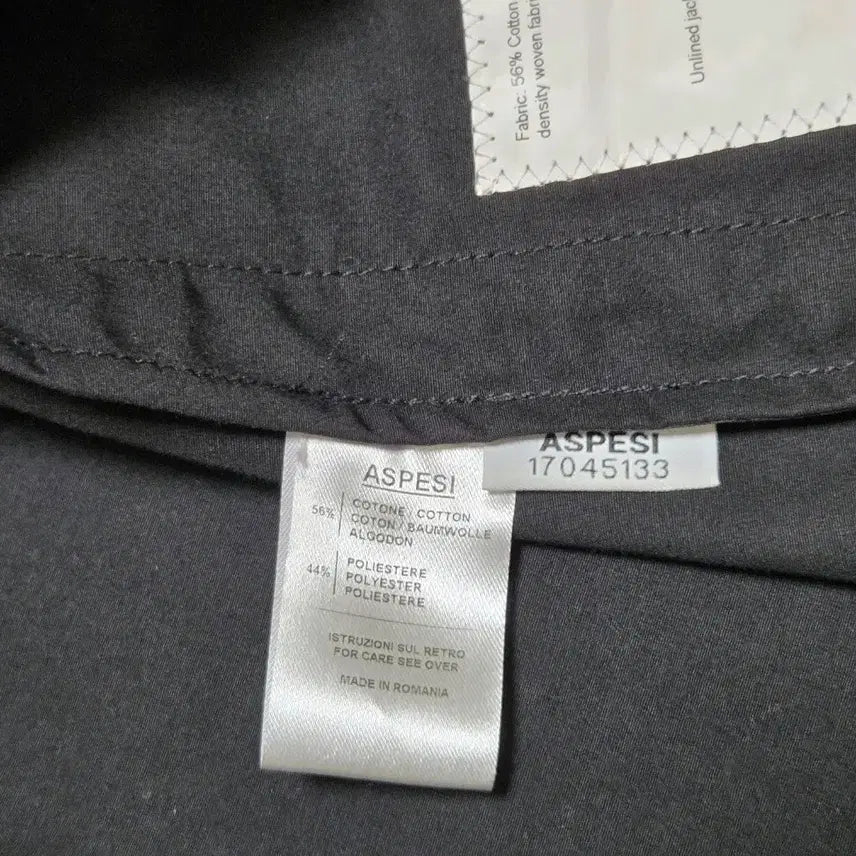 Fabric: 56% Cotton
density woven fabr
Unlined jac
ASPESI
17045133
ASPESI
56%
COTONE / COTTON
COTON / BAUMWOLLE
ALGODON
44%
POLIESTERE
POLYESTER
POLIESTERE
ISTRUZIONI SUL RETRO
FOR CARE SEE OVER
MADE IN ROMANIA